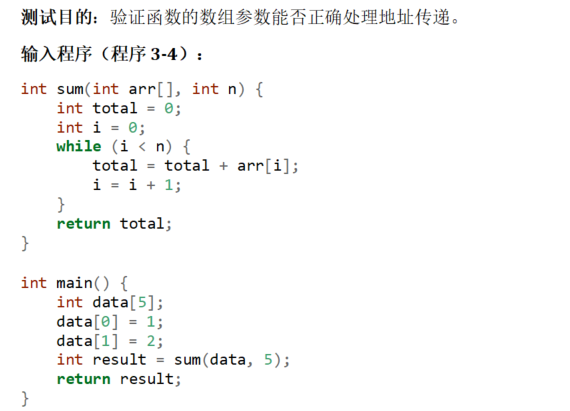 测试目的：验证函数的数组参数能否正确处理地址传递。
输入程序（程序 3-4）：
int sum(int arr[], int n) {
    int total = 0;
    int i = 0;
    while (i < n) {
        total = total + arr[i];
        i = i + 1;
    }
    return total;
}

int main() {
    int data[5];
    data[0] = 1;
    data[1] = 2;
    int result = sum(data, 5);
    return result;
}